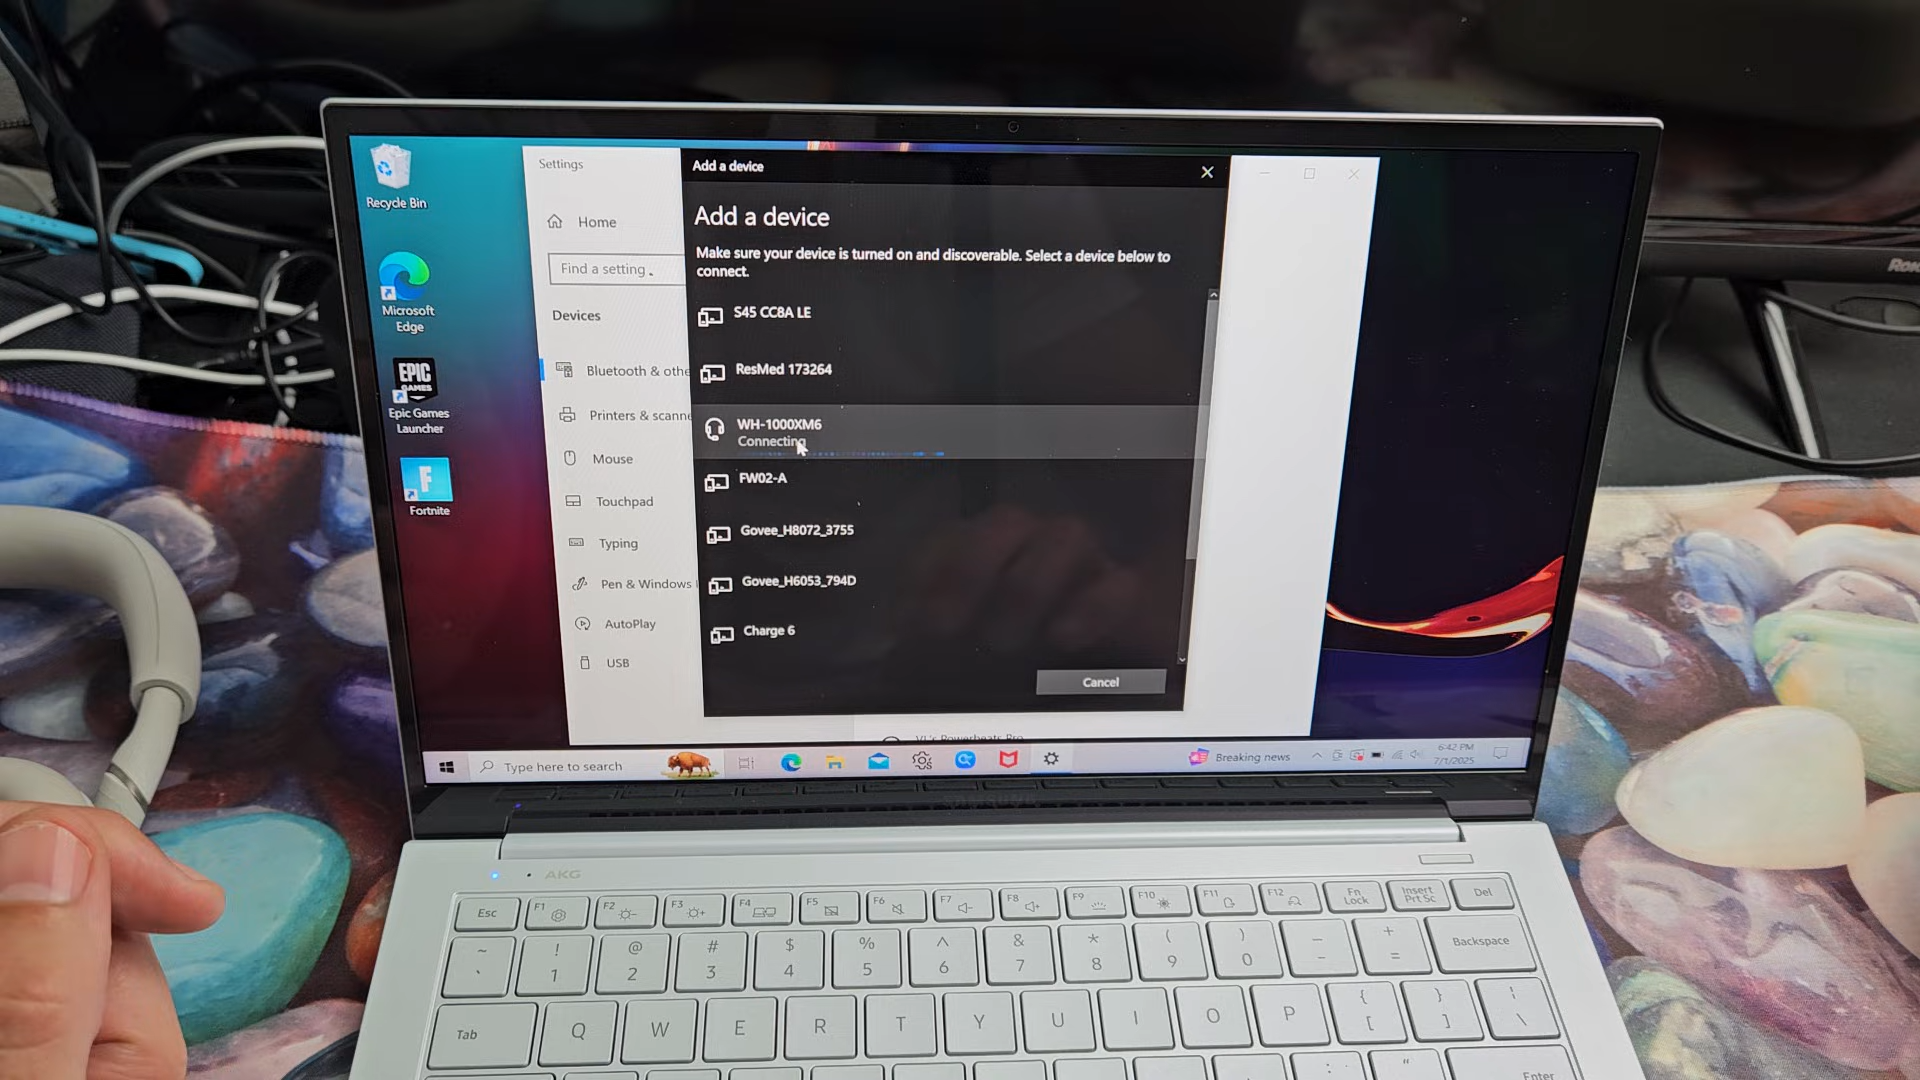 Recycle Bin
Microsoft
Edge
EPIC
GAMES
Epic Games
Launcher
F
Fortnite
Settings
Home
Find a setting
Devices
Bluetooth & othe
Printers & scanne
Mouse
Touchpad
Typing
Pen & Windows I
AutoPlay
USB
Add a device
Add a device
Make sure your device is turned on and discoverable. Select a device below to
connect.
S45 CC8A LE
ResMed 173264
WH-1000XM6
Connecting
FW02-A
Govee_H8072_3755
Govee_H6053_794D
Charge 6
Cancel
Type here to search
Breaking news
6:42 PM
7/1/2025
AKG
Esc F1 F2 F3 F4 F5 F6 F7 F8 F9 F10 F11 F12 Fn Lock Insert Prt Sc Del
~ ! @ # $ % ^ & * ( ) _ + Backspace
` 1 2 3 4 5 6 7 8 9 0 - =
Tab Q W E R T Y U I O P { [ } ] | \
Enter